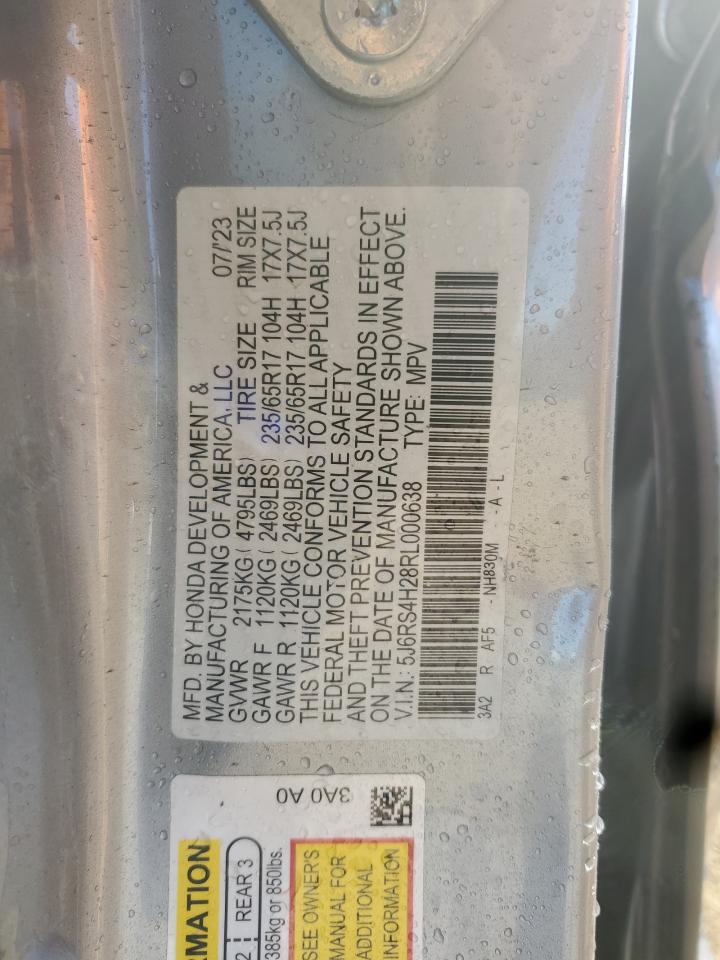 MFD. BY HONDA DEVELOPMENT &
MANUFACTURING OF AMERICA, LLC 07/'23
GVWR 2175KG ( 4795LBS) TIRE SIZE RIM SIZE
GAWR F 1120KG ( 2469LBS) 235/65R17 104H 17X7.5J
GAWR R 1120KG ( 2469LBS) 235/65R17 104H 17X7.5J
THIS VEHICLE CONFORMS TO ALL APPLICABLE
FEDERAL MOTOR VEHICLE SAFETY
AND THEFT PREVENTION STANDARDS IN EFFECT
ON THE DATE OF MANUFACTURE SHOWN ABOVE.
V.I.N.: 5J6RS4H28RL000638 TYPE: MPV
3A2 R AF5 - NH830M - A - L
3A0 A0
RMATION
2 REAR 3
385kg or 850lbs.
SEE OWNER'S
MANUAL FOR
ADDITIONAL
INFORMATION